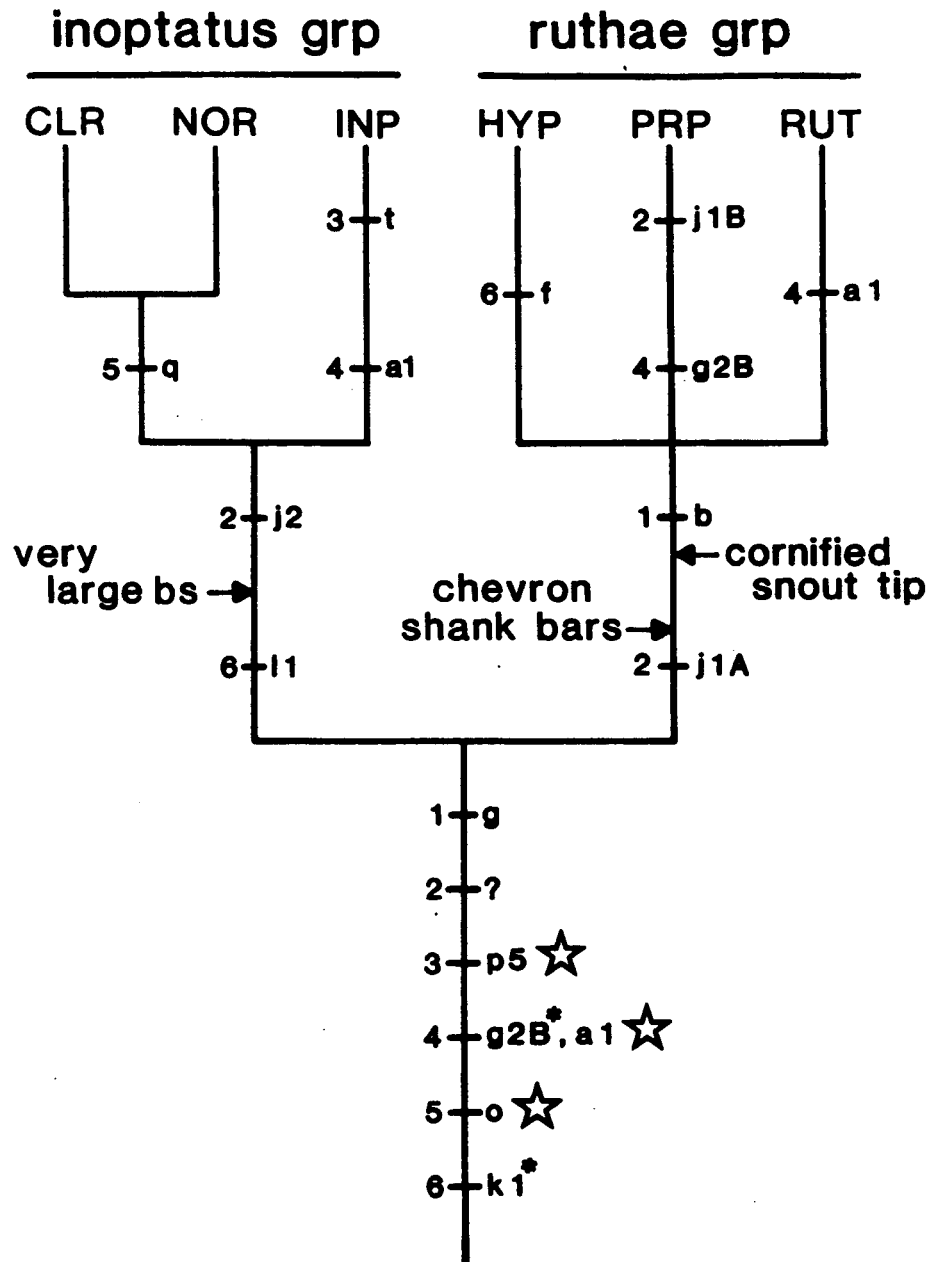 inoptatus grp ruthae grp
CLR NOR INP HYP PRP RUT
3 t 2 j1B
6 f 4 a1
5 q 4 a1 4 g2B
2 j2 1 b
very
large bs
cornified
snout tip
chevron
shank bars
6 l1 2 j1A
1 g
2 ?
3 p5 ☆
4 g2B*, a1 ☆
5 o ☆
6 k1*